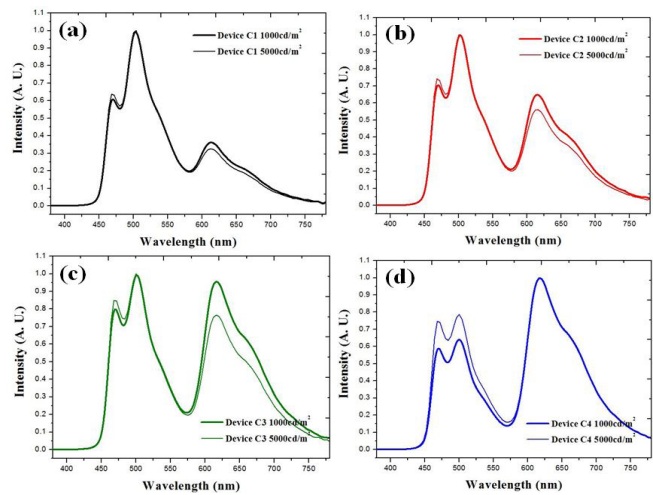 (a)
Device C1 1000cd/m²
Device C1 5000cd/m²
Intensity (A. U.)
1.1
1.0
0.9
0.8
0.7
0.6
0.5
0.4
0.3
0.2
0.1
0.0
400 450 500 550 600 650 700 750
Wavelength (nm)
(b)
Device C2 1000cd/m²
Device C2 5000cd/m²
Intensity (A. U.)
1.1
1.0
0.9
0.8
0.7
0.6
0.5
0.4
0.3
0.2
0.1
0.0
400 450 500 550 600 650 700 750
Wavelength (nm)
(c)
Device C3 1000cd/m²
Device C3 5000cd/m²
Intensity (A. U.)
1.1
1.0
0.9
0.8
0.7
0.6
0.5
0.4
0.3
0.2
0.1
0.0
400 450 500 550 600 650 700 750
Wavelength (nm)
(d)
Device C4 1000cd/m²
Device C4 5000cd/m²
Intensity (A. U.)
1.1
1.0
0.9
0.8
0.7
0.6
0.5
0.4
0.3
0.2
0.1
0.0
400 450 500 550 600 650 700 750
Wavelength (nm)